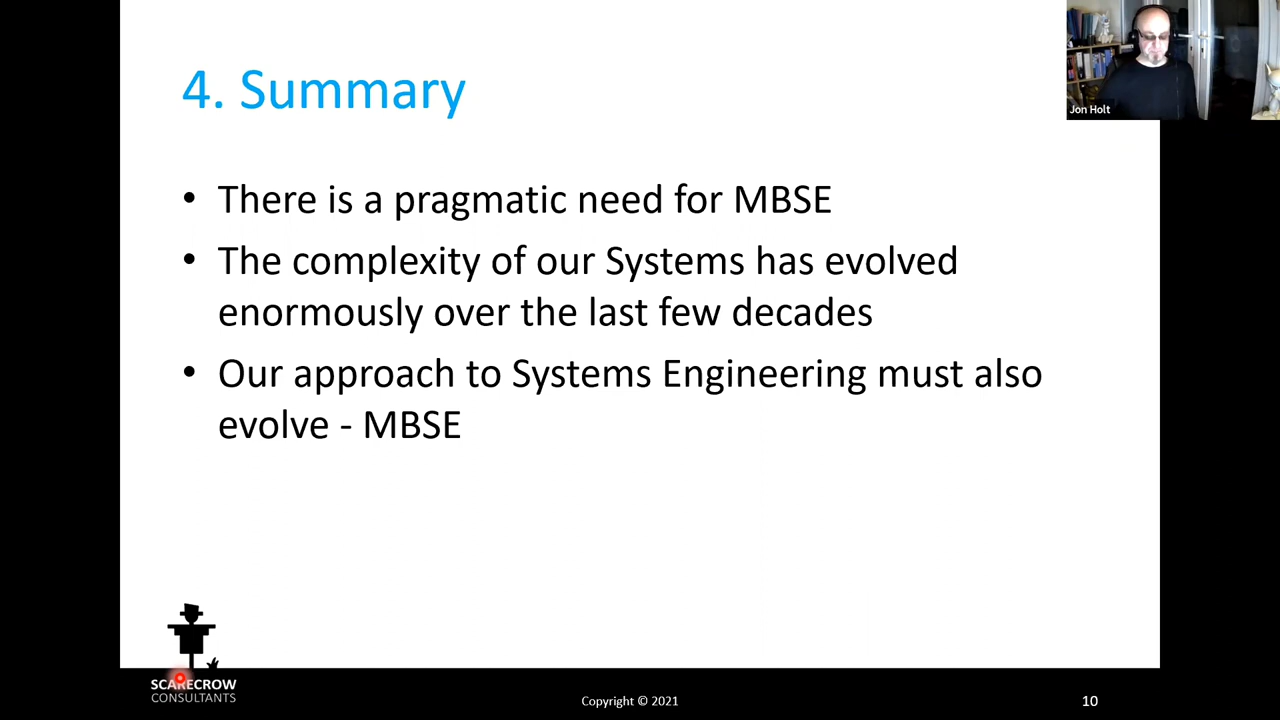 4. Summary
Jon Holt
• There is a pragmatic need for MBSE
• The complexity of our Systems has evolved
enormously over the last few decades
• Our approach to Systems Engineering must also
evolve - MBSE
SCARECROW
CONSULTANTS
Copyright © 2021
10